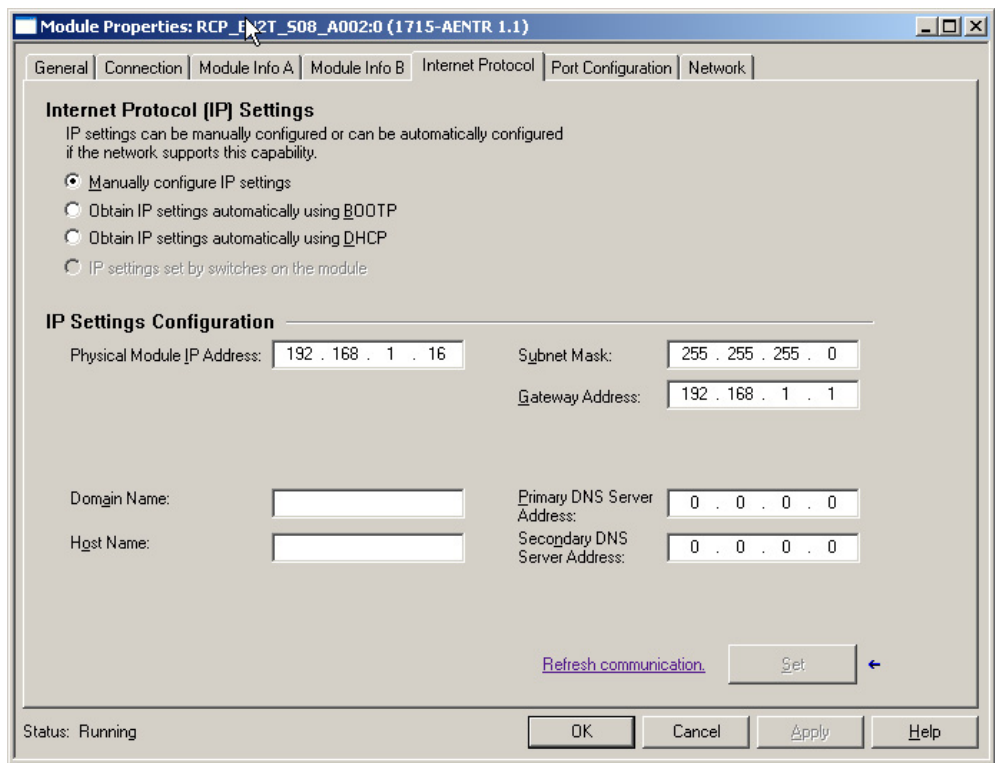 Module Properties: RCP_EN2T_S08_A002:0 (1715-AENTR 1.1)
General
Connection
Module Info A
Module Info B
Internet Protocol
Port Configuration
Network
Internet Protocol (IP) Settings
IP settings can be manually configured or can be automatically configured
if the network supports this capability.
Manually configure IP settings
Obtain IP settings automatically using BOOTP
Obtain IP settings automatically using DHCP
IP settings set by switches on the module
IP Settings Configuration
Physical Module IP Address: 192 . 168 . 1 . 16
Subnet Mask: 255 . 255 . 255 . 0
Gateway Address: 192 . 168 . 1 . 1
Domain Name:
Host Name:
Primary DNS Server
Address: 0 . 0 . 0 . 0
Secondary DNS
Server Address: 0 . 0 . 0 . 0
Refresh communication.
Set
Status: Running
OK
Cancel
Apply
Help